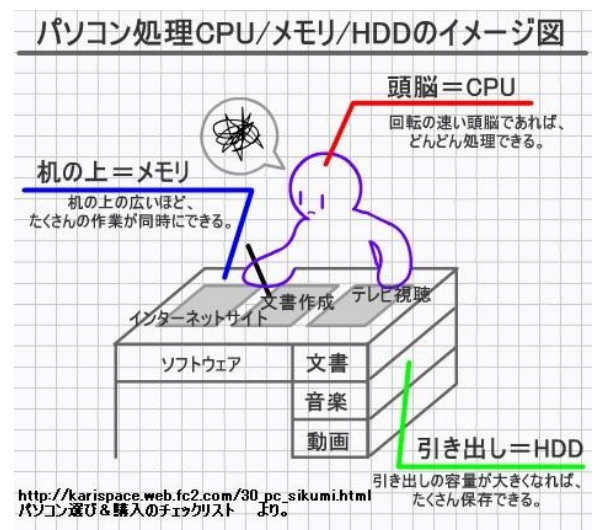 パソコン処理CPU/メモリ/HDDのイメージ図
頭脳＝CPU
回転の速い頭脳であれば、
どんどん処理できる。
机の上＝メモリ
机の上の広いほど、
たくさんの作業が同時にできる。
インターネットサイト
文書作成
テレビ視聴
ソフトウェア
文書
音楽
動画
引き出し＝HDD
引き出しの容量が大きくなれば、
たくさん保存できる。
http://karispace.web.fc2.com/30_pc_sikumi.html
パソコン選び＆購入のチェックリスト　より。